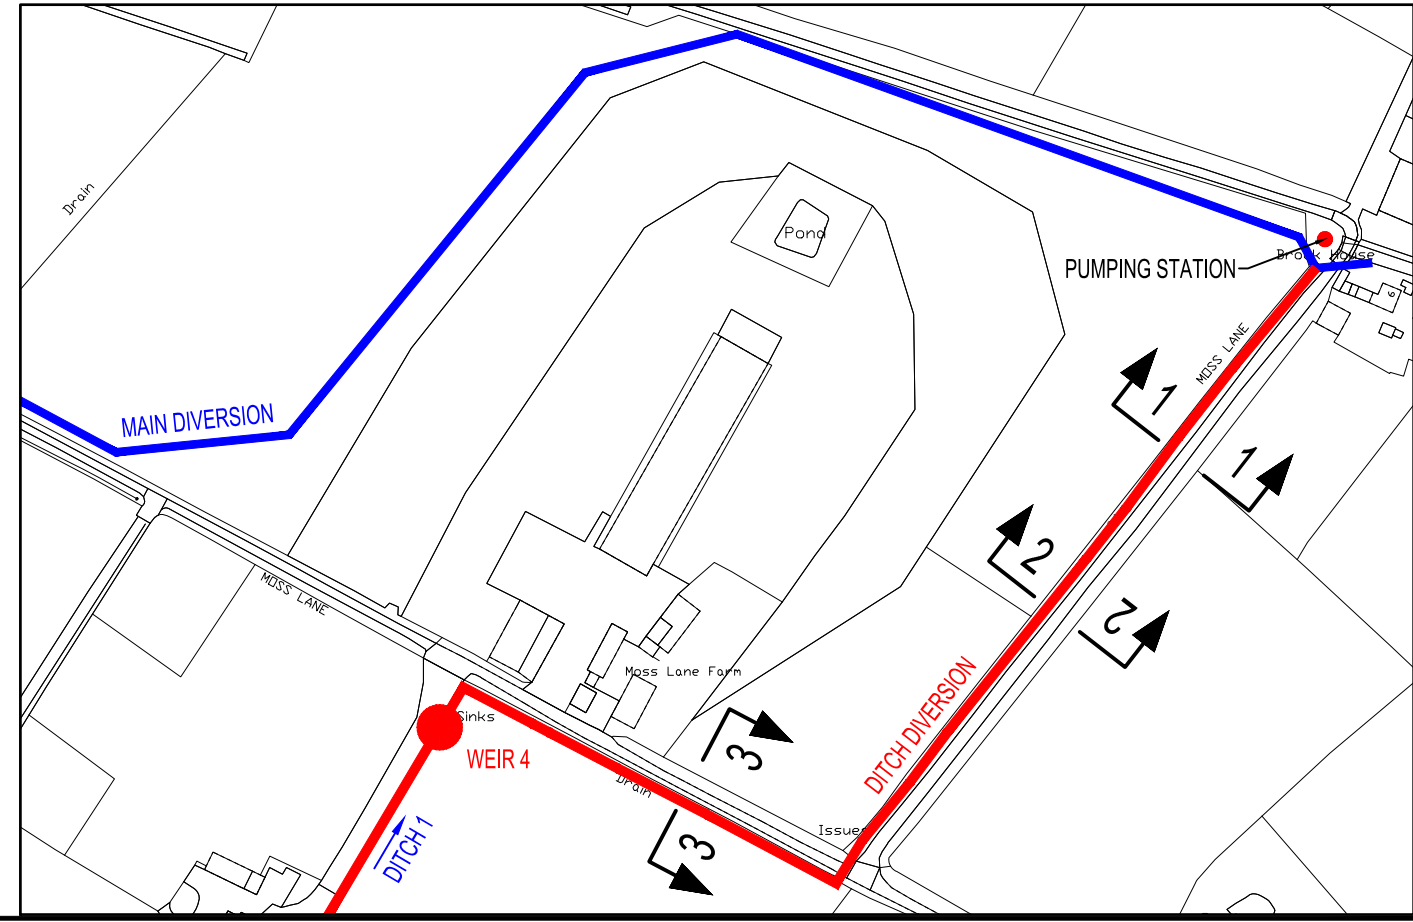 Drain
Pond
Brook House
PUMPING STATION
6
MOSS LANE
1
MAIN DIVERSION
1
2
MOSS LANE
2
Moss Lane Farm
DITCH DIVERSION
Sinks
3
WEIR 4
Drain
Issues
3
DITCH 1